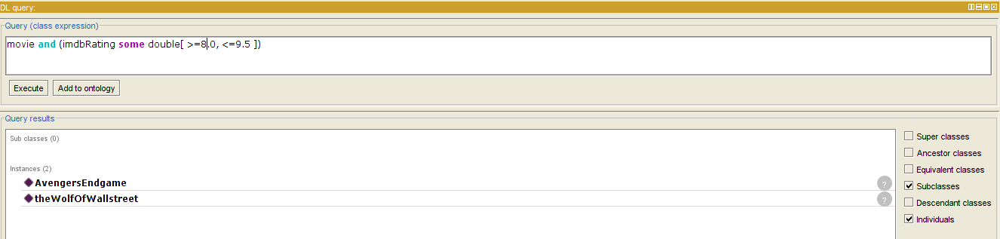 DL query:
Query (class expression)
movie and (imdbRating some double[ >=8.0, <=9.5 ])
Execute
Add to ontology
Query results
Sub classes (0)
Instances (2)
AvengersEndgame
?
theWolfOfWallstreet
?
Super classes
Ancestor classes
Equivalent classes
Subclasses
Descendant classes
Individuals